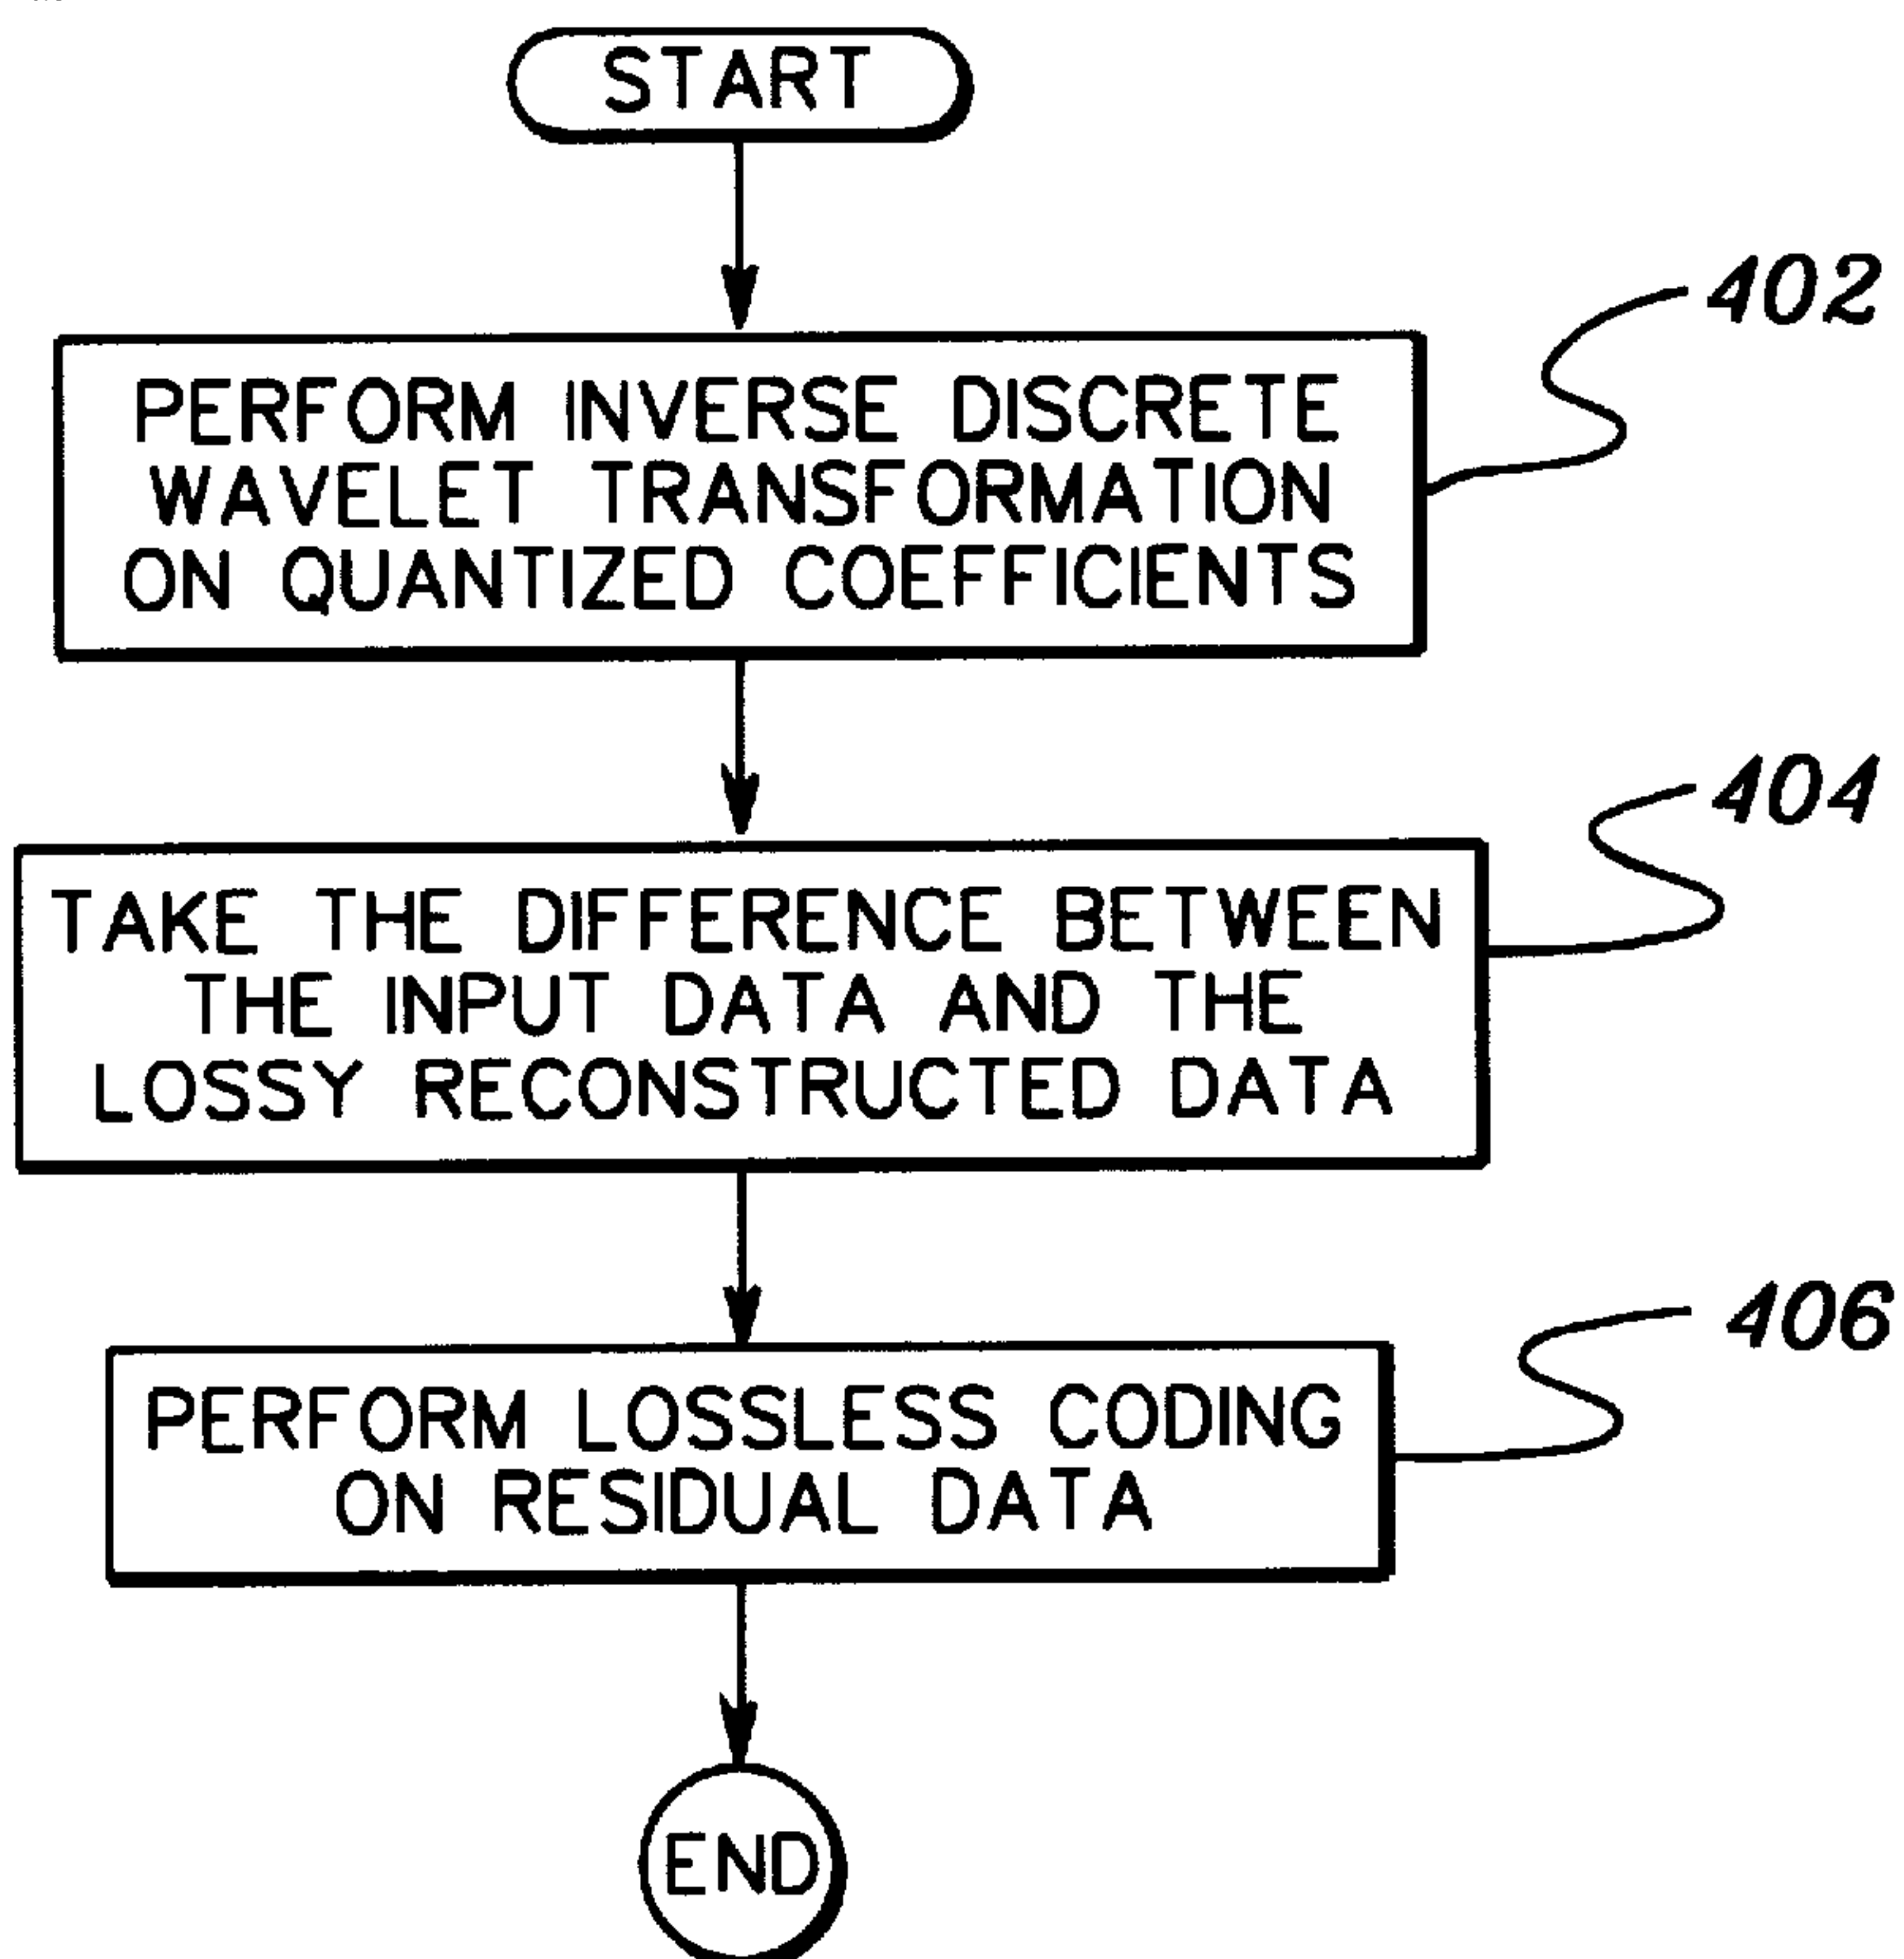 START
402
PERFORM INVERSE DISCRETE
WAVELET TRANSFORMATION
ON QUANTIZED COEFFICIENTS
404
TAKE THE DIFFERENCE BETWEEN
THE INPUT DATA AND THE
LOSSY RECONSTRUCTED DATA
406
PERFORM LOSSLESS CODING
ON RESIDUAL DATA
END